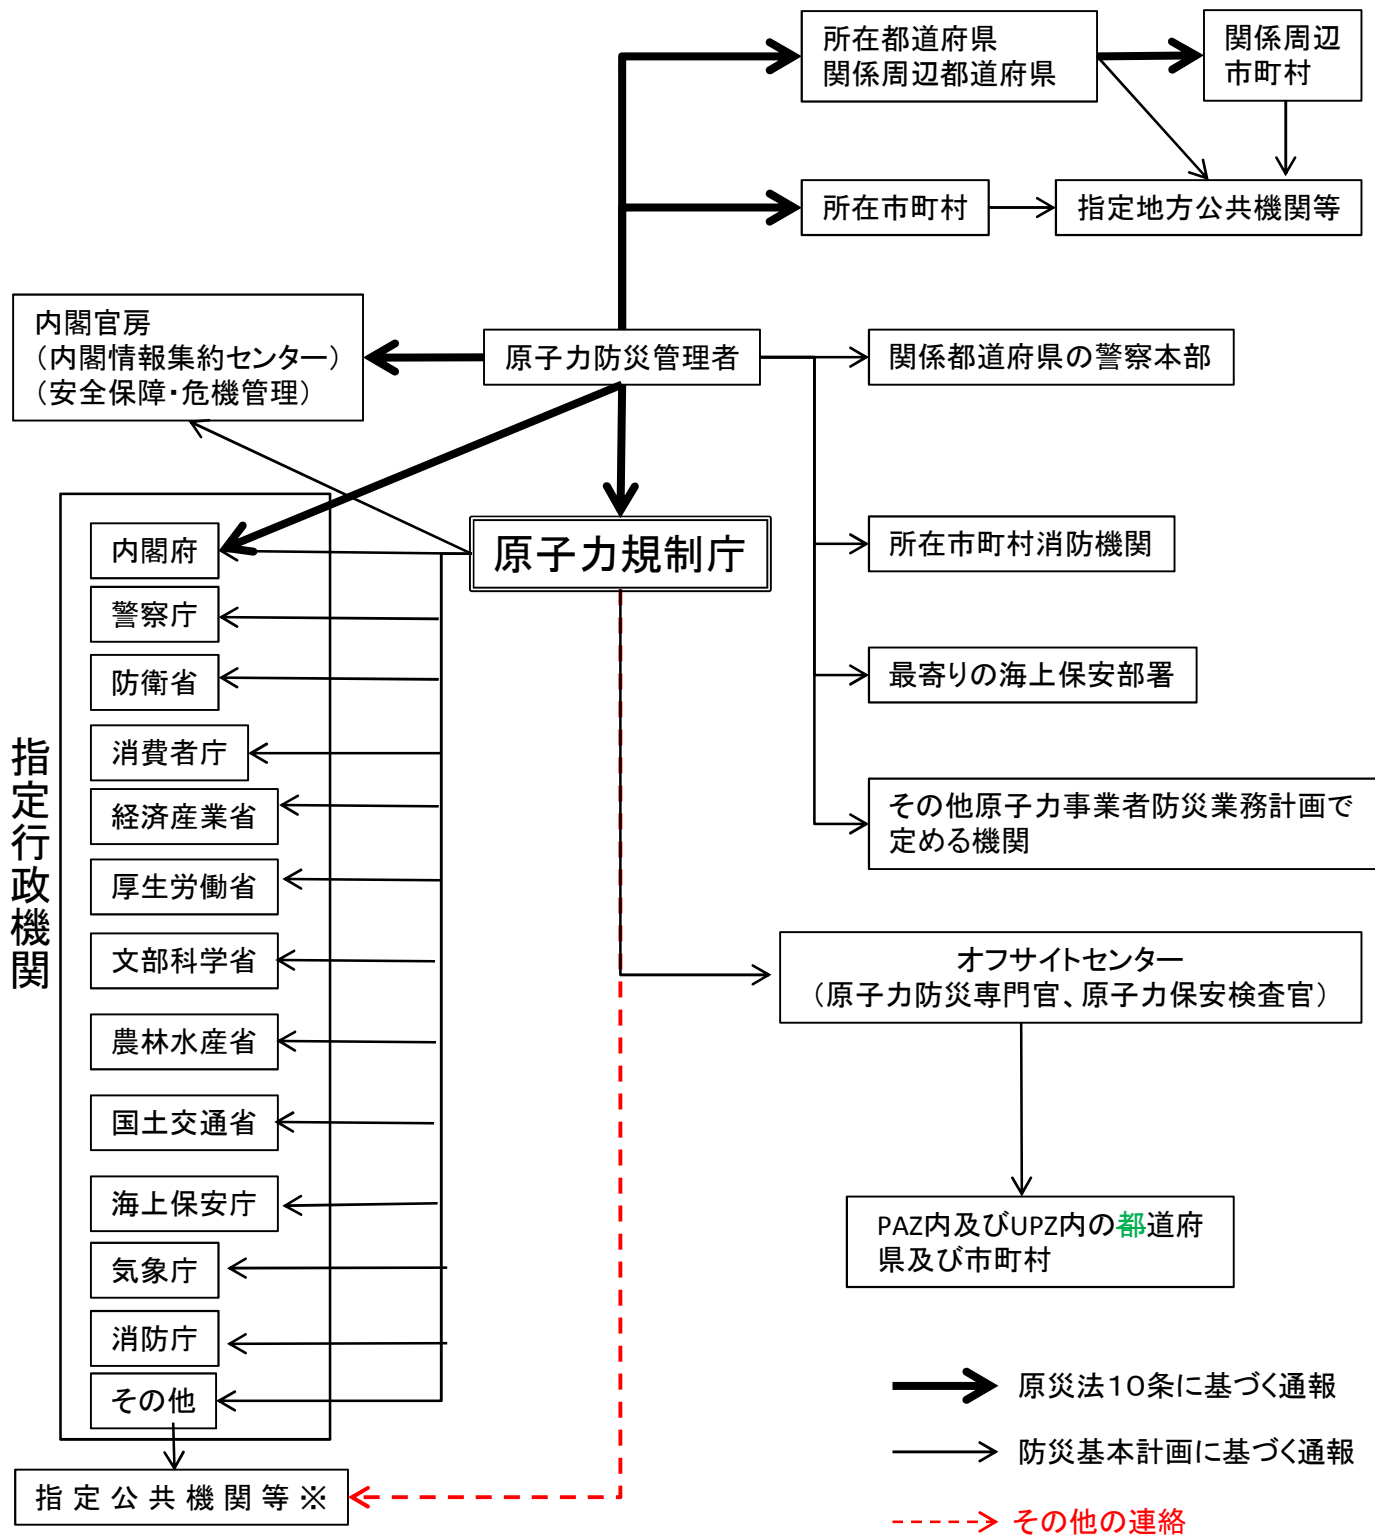 所在都道府県
関係周辺都道府県
関係周辺
市町村
所在市町村
指定地方公共機関等
内閣官房
（内閣情報集約センター）
（安全保障・危機管理）
原子力防災管理者
関係都道府県の警察本部
内閣府
原子力規制庁
所在市町村消防機関
警察庁
防衛省
最寄りの海上保安部署
指定行政機関
消費者庁
経済産業省
その他原子力事業者防災業務計画で
定める機関
厚生労働省
文部科学省
オフサイトセンター
（原子力防災専門官、原子力保安検査官）
農林水産省
国土交通省
海上保安庁
PAZ内及びUPZ内の都道府
県及び市町村
気象庁
消防庁
その他
原災法１０条に基づく通報
防災基本計画に基づく通報
指定公共機関等※
その他の連絡